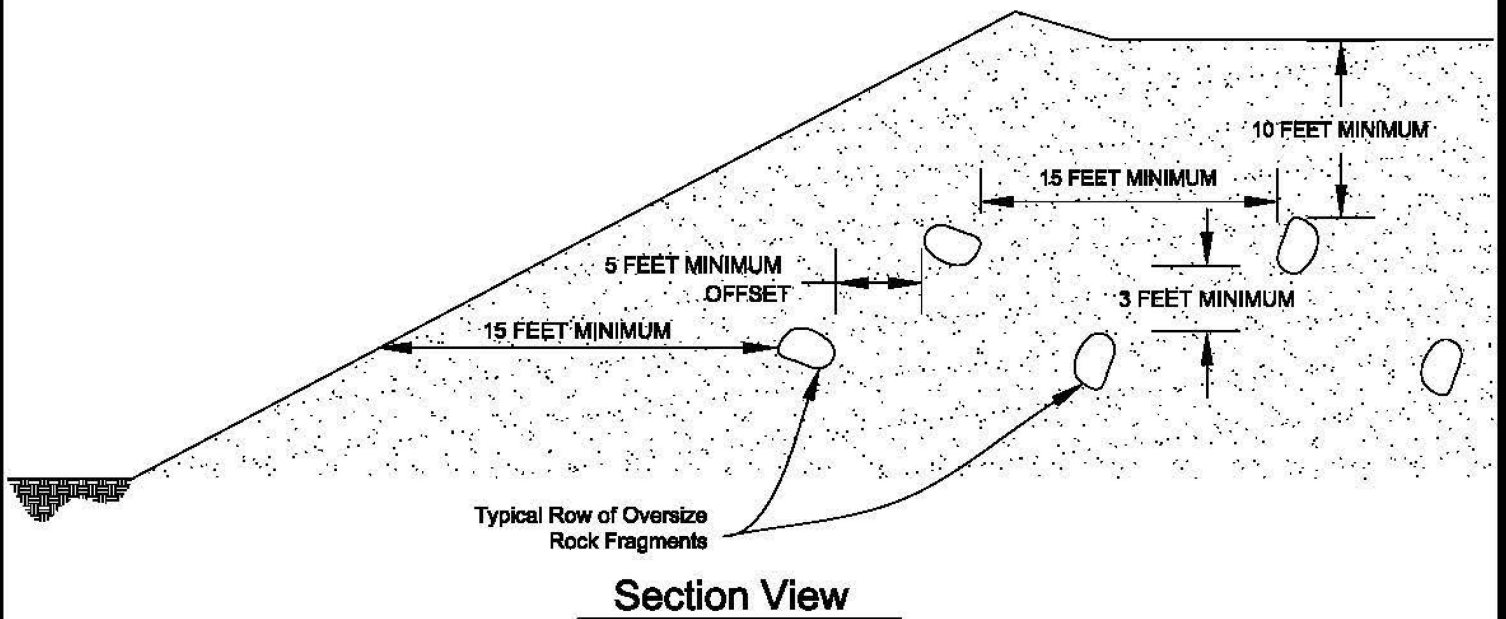 10 FEET MINIMUM
15 FEET MINIMUM
5 FEET MINIMUM
OFFSET
3 FEET MINIMUM
15 FEET MINIMUM
Typical Row of Oversize
Rock Fragments
Section View